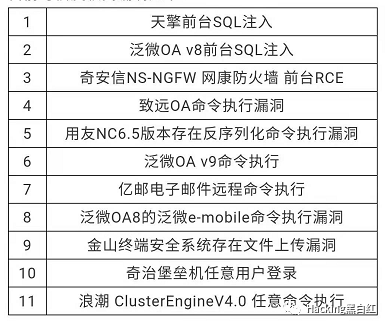 1 天擎前台SQL注入
2 泛微OA v8前台SQL注入
3 奇安信NS-NGFW 网康防火墙 前台RCE
4 致远OA命令执行漏洞
5 用友NC6.5版本存在反序列化命令执行漏洞
6 泛微OA v9命令执行
7 亿邮电子邮件远程命令执行
8 泛微OA8的泛微e-mobile命令执行漏洞
9 金山终端安全系统存在文件上传漏洞
10 奇治堡垒机任意用户登录
11 浪潮 ClusterEngineV4.0 任意命令执行
Hacking黑白红